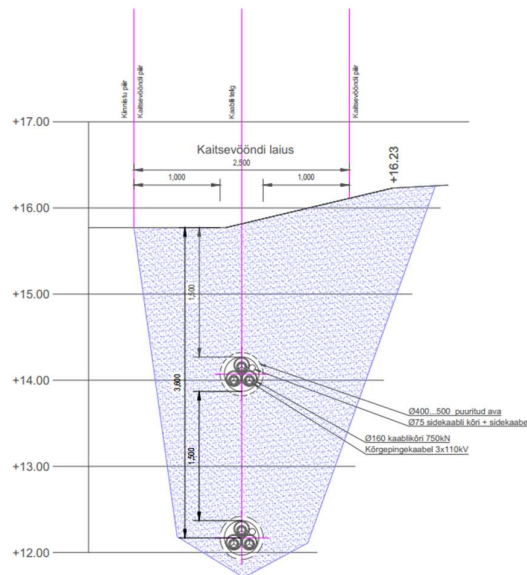 Kinnistu piir
Kaitsevööndi piir
Kaabli telg
Kaitsevööndi piir
+17.00
Kaitsevööndi laius
2,500
+16.23
1,000
1,000
+16.00
1,500
+15.00
3,600
+14.00
Ø400...500 puuritud ava
Ø75 sidekaabli kõri + sidekaabe
Ø160 kaablikõri 750kN
Kõrgepingekaabel 3x110kV
1,500
+13.00
+12.00